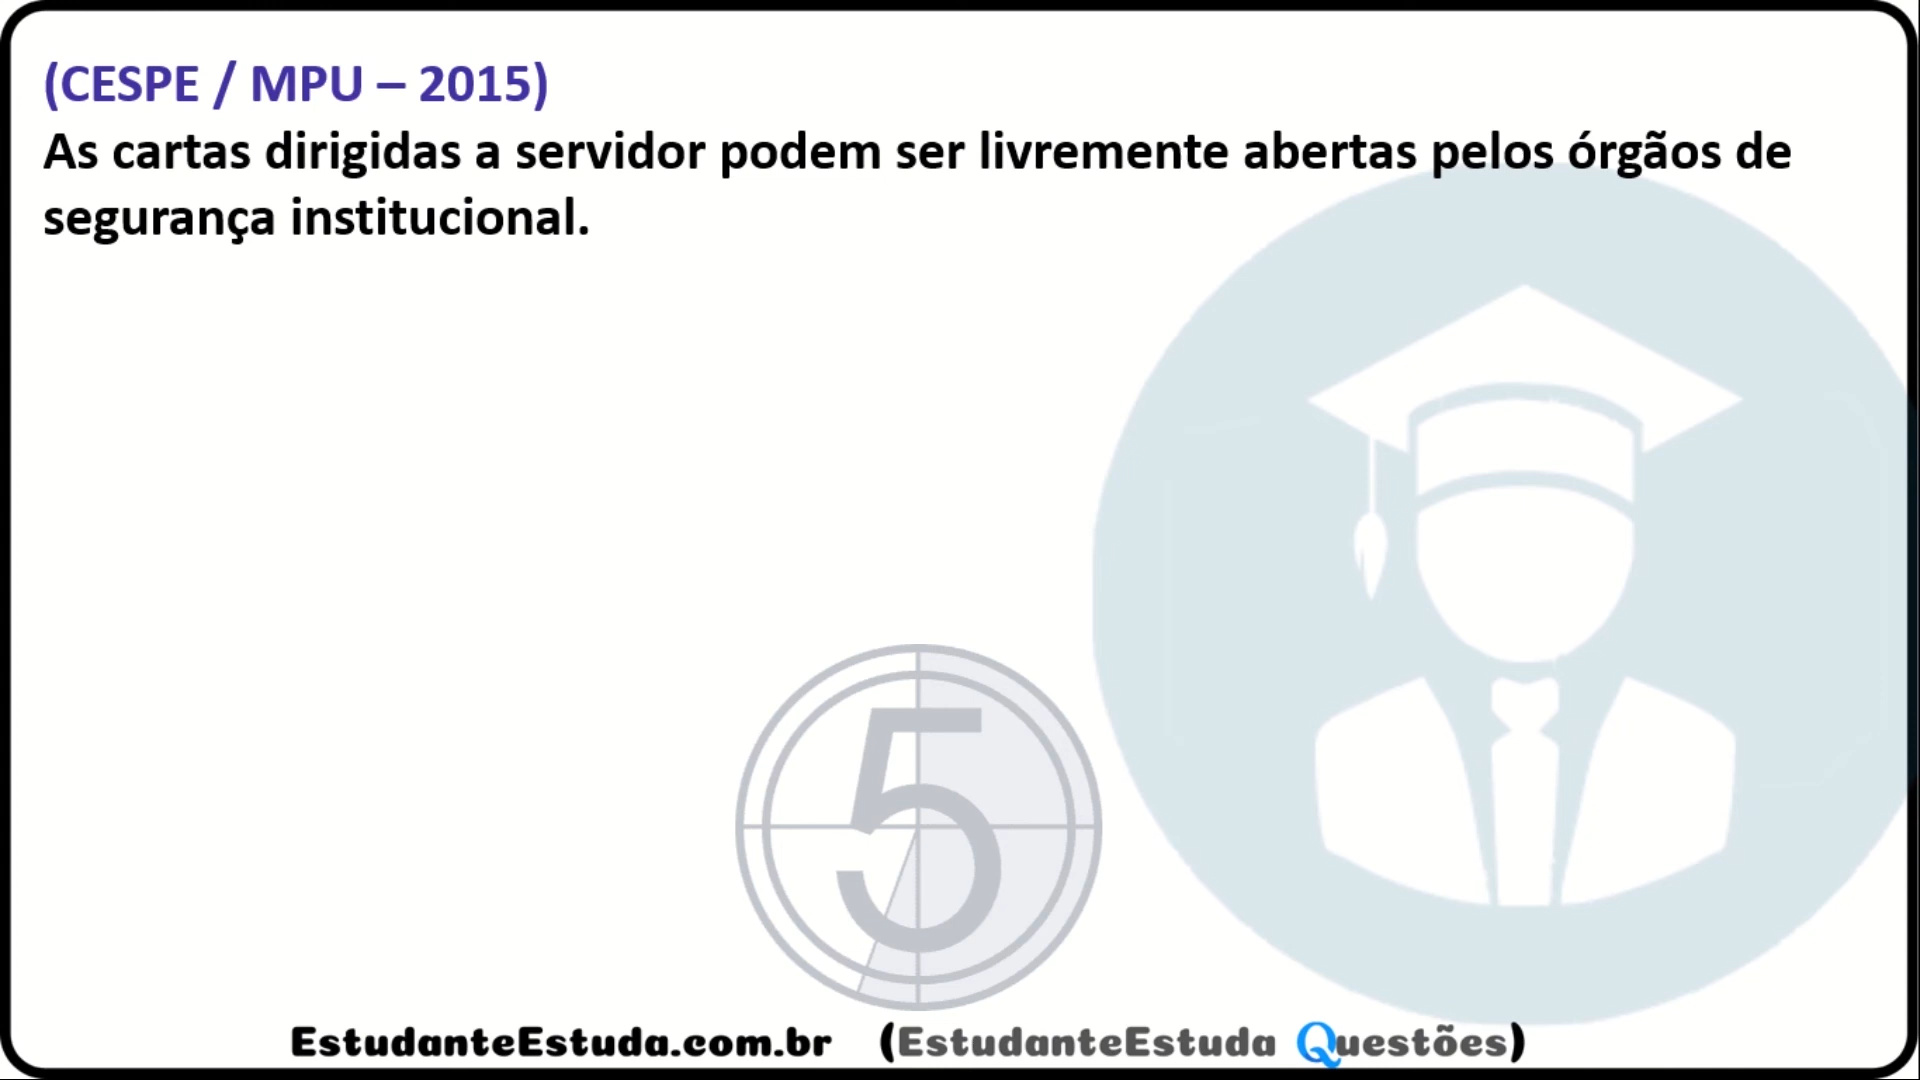 (CESPE / MPU – 2015)
As cartas dirigidas a servidor podem ser livremente abertas pelos órgãos de
segurança institucional.
5
EstudanteEstuda.com.br (EstudanteEstuda Questões)